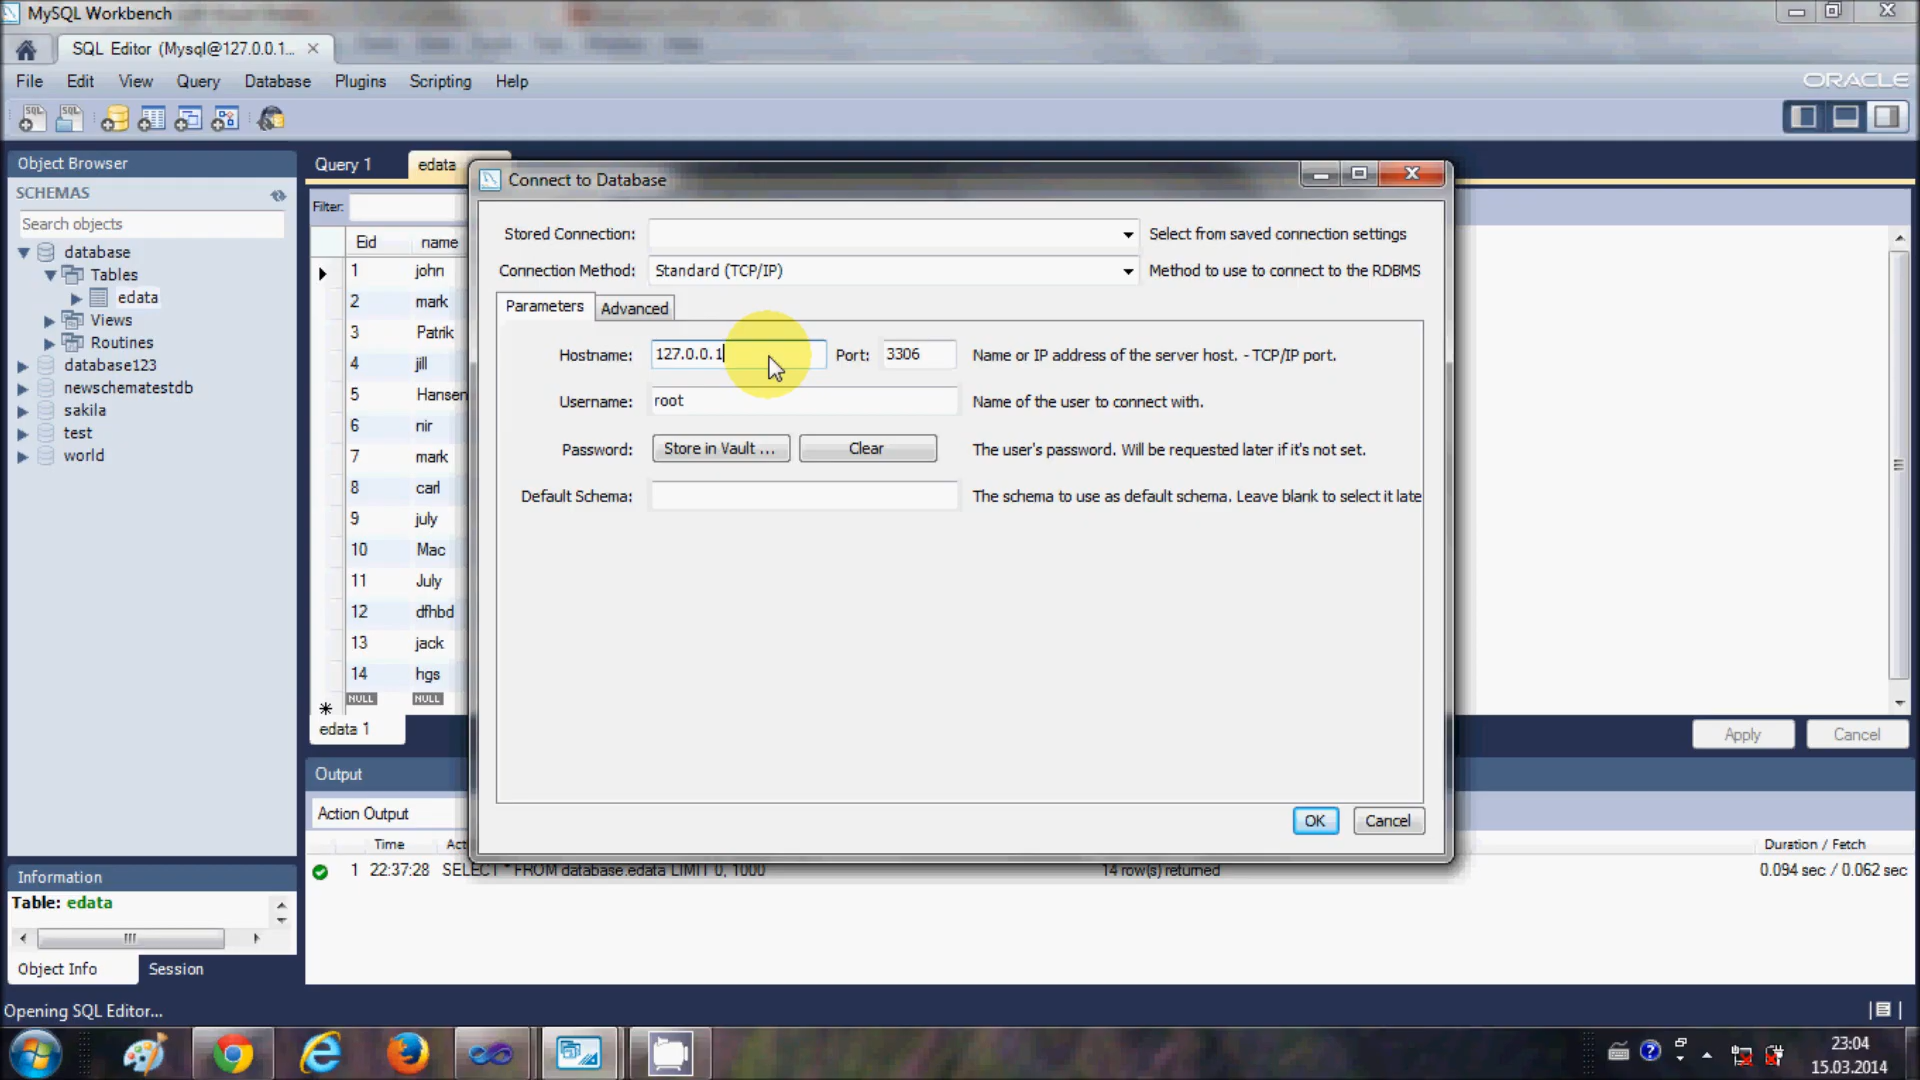 MySQL Workbench
SQL Editor (Mysql@127.0.0.1...
File Edit View Query Database Plugins Scripting Help
ORACLE
SQL SQL
Object Browser
SCHEMAS
Search objects
database
Tables
edata
Views
Routines
database123
newschematestdb
sakila
test
world
Query 1 edata
Filter:
Eid name
1 john
2 mark
3 Patrik
4 jill
5 Hansen
6 nir
7 mark
8 carl
9 july
10 Mac
11 July
12 dfhbd
13 jack
14 hgs
NULL NULL
edata 1
Connect to Database
Stored Connection: Select from saved connection settings
Connection Method: Standard (TCP/IP) Method to use to connect to the RDBMS
Parameters Advanced
Hostname: 127.0.0.1 Port: 3306 Name or IP address of the server host. - TCP/IP port.
Username: root Name of the user to connect with.
Password: Store in Vault ... Clear The user's password. Will be requested later if it's not set.
Default Schema: The schema to use as default schema. Leave blank to select it late
OK Cancel
Apply Cancel
Output
Action Output
Time Act Duration / Fetch
1 22:37:28 SELECT * FROM database.edata LIMIT 0, 1000 14 row(s) returned 0.094 sec / 0.062 sec
Information
Table: edata
Object Info Session
Opening SQL Editor...
23:04
15.03.2014